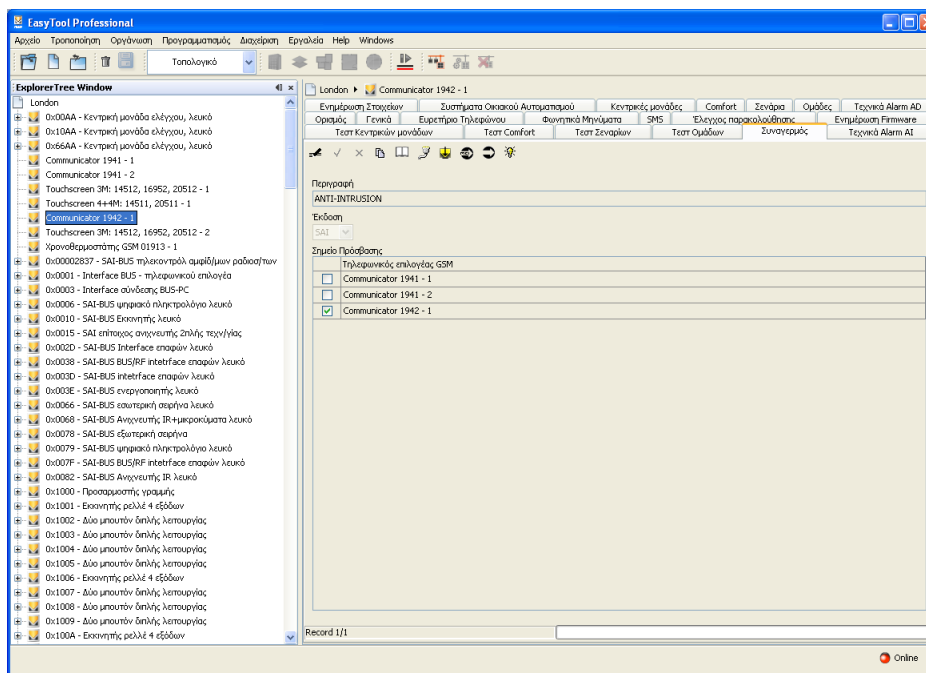 EasyTool Professional
Αρχείο Τροποποίηση Οργάνωση Προγραμματισμός Διαχείριση Εργαλεία Help Windows
Τοπολογικό
ExplorerTree Window
London
0x00AA - Κεντρική μονάδα ελέγχου, λευκό
0x10AA - Κεντρική μονάδα ελέγχου, λευκό
0x66AA - Κεντρική μονάδα ελέγχου, λευκό
Communicator 1941 - 1
Communicator 1941 - 2
Touchscreen 3M: 14512, 16952, 20512 - 1
Touchscreen 4+4M: 14511, 20511 - 1
Communicator 1942 - 1
Touchscreen 3M: 14512, 16952, 20512 - 2
Χρονοθερμοστάτης GSM 01913 - 1
0x00002837 - SAI-BUS τηλεκοντρόλ αμφίδ/μων ραδιοσ/των
0x0001 - Interface BUS - τηλεφωνικού επιλογέα
0x0003 - Interface σύνδεσης BUS-PC
0x0006 - SAI-BUS ψηφιακό πληκτρολόγιο λευκό
0x0010 - SAI-BUS Εκκινητής λευκό
0x0015 - SAI επίτοιχος ανιχνευτής 2πλής τεχν/γίας
0x002D - SAI-BUS Interface επαφών λευκό
0x0038 - SAI-BUS BUS/RF intetrface επαφών λευκό
0x003D - SAI-BUS intetrface επαφών λευκό
0x003E - SAI-BUS ενεργοποιητής λευκό
0x0066 - SAI-BUS εσωτερική σειρήνα λευκό
0x0068 - SAI-BUS Ανιχνευτής IR+μικροκύματα λευκό
0x0078 - SAI-BUS εξωτερική σειρήνα
0x0079 - SAI-BUS ψηφιακό πληκτρολόγιο λευκό
0x007F - SAI-BUS BUS/RF intetrface επαφών λευκό
0x0082 - SAI-BUS Ανιχνευτής IR λευκό
0x1000 - Προσαρμοστής γραμμής
0x1001 - Εκκινητής ρελλέ 4 εξόδων
0x1002 - Δύο μπουτόν διπλής λειτουργίας
0x1003 - Δύο μπουτόν διπλής λειτουργίας
0x1004 - Δύο μπουτόν διπλής λειτουργίας
0x1005 - Δύο μπουτόν διπλής λειτουργίας
0x1006 - Εκκινητής ρελλέ 4 εξόδων
0x1007 - Δύο μπουτόν διπλής λειτουργίας
0x1008 - Δύο μπουτόν διπλής λειτουργίας
0x1009 - Δύο μπουτόν διπλής λειτουργίας
0x100A - Εκκινητής ρελλέ 4 εξόδων
London Communicator 1942 - 1
Ενημέρωση Στοιχείων Συστήματα Οικιακού Αυτοματισμού Κεντρικές μονάδες Comfort Σενάρια Ομάδες Τεχνικά Alarm AD
Ορισμός Γενικά Ευρετήριο Τηλεφώνου Φωνητικά Μηνύματα SMS Έλεγχος παρακολούθησης Ενημέρωση Firmware
Τεστ Κεντρικών μονάδων Τεστ Comfort Τεστ Σεναρίων Τεστ Ομάδων Συναγερμός Τεχνικά Alarm AI
Περιγραφή
ANTI-INTRUSION
Έκδοση
SAI
Σημείο Πρόσβασης
Τηλεφωνικός επιλογέας GSM
Communicator 1941 - 1
Communicator 1941 - 2
Communicator 1942 - 1
Record 1/1
Online